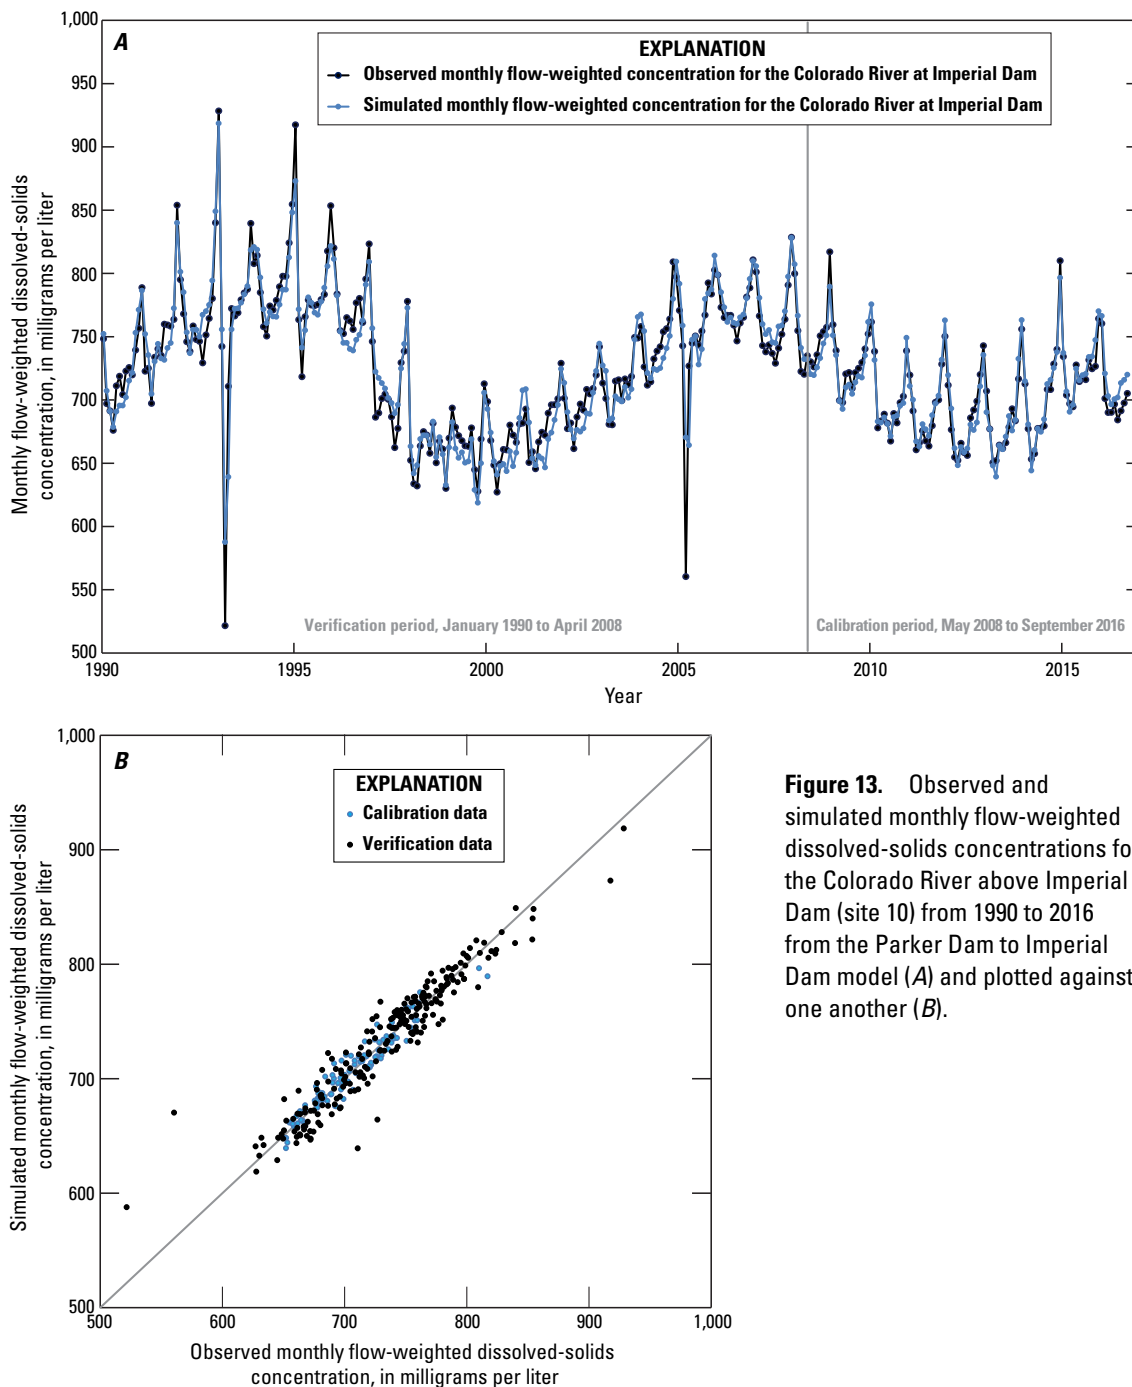 A
EXPLANATION
Observed monthly flow-weighted concentration for the Colorado River at Imperial Dam
Simulated monthly flow-weighted concentration for the Colorado River at Imperial Dam
Monthly flow-weighted dissolved-solids
concentration, in milligrams per liter
1,000
950
900
850
800
750
700
650
600
550
500
Verification period, January 1990 to April 2008
Calibration period, May 2008 to September 2016
1990
1995
2000
2005
2010
2015
Year
B
EXPLANATION
Calibration data
Verification data
Simulated monthly flow-weighted dissolved-solids
concentration, in milligrams per liter
1,000
900
800
700
600
500
500
600
700
800
900
1,000
Observed monthly flow-weighted dissolved-solids
concentration, in milligrams per liter
Figure 13. Observed and
simulated monthly flow-weighted
dissolved-solids concentrations fo
the Colorado River above Imperial
Dam (site 10) from 1990 to 2016
from the Parker Dam to Imperial
Dam model (A) and plotted against
one another (B).